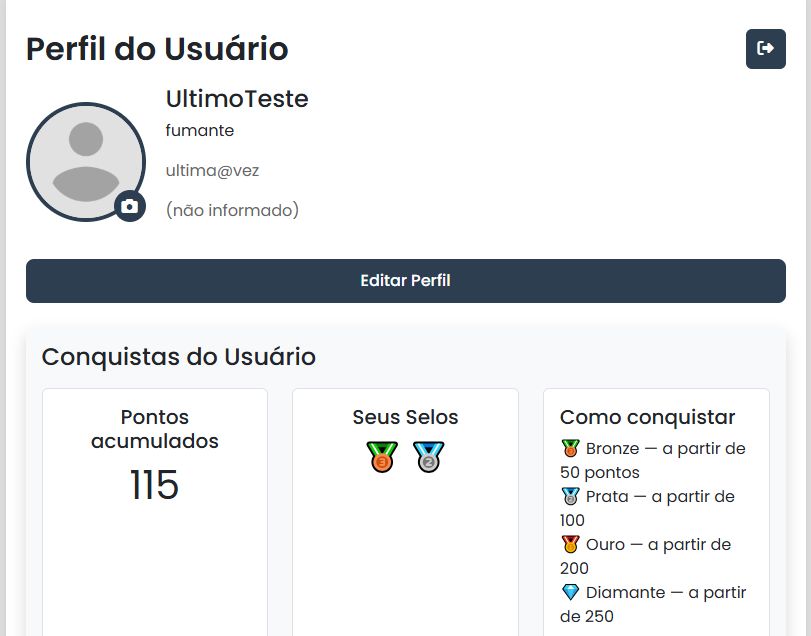 Perfil do Usuário
UltimoTeste
fumante
ultima@vez
(não informado)
Editar Perfil
Conquistas do Usuário
Pontos
acumulados
115
Seus Selos
3
2
Como conquistar
Bronze — a partir de
50 pontos
Prata — a partir de
100
Ouro — a partir de
200
Diamante — a partir
de 250